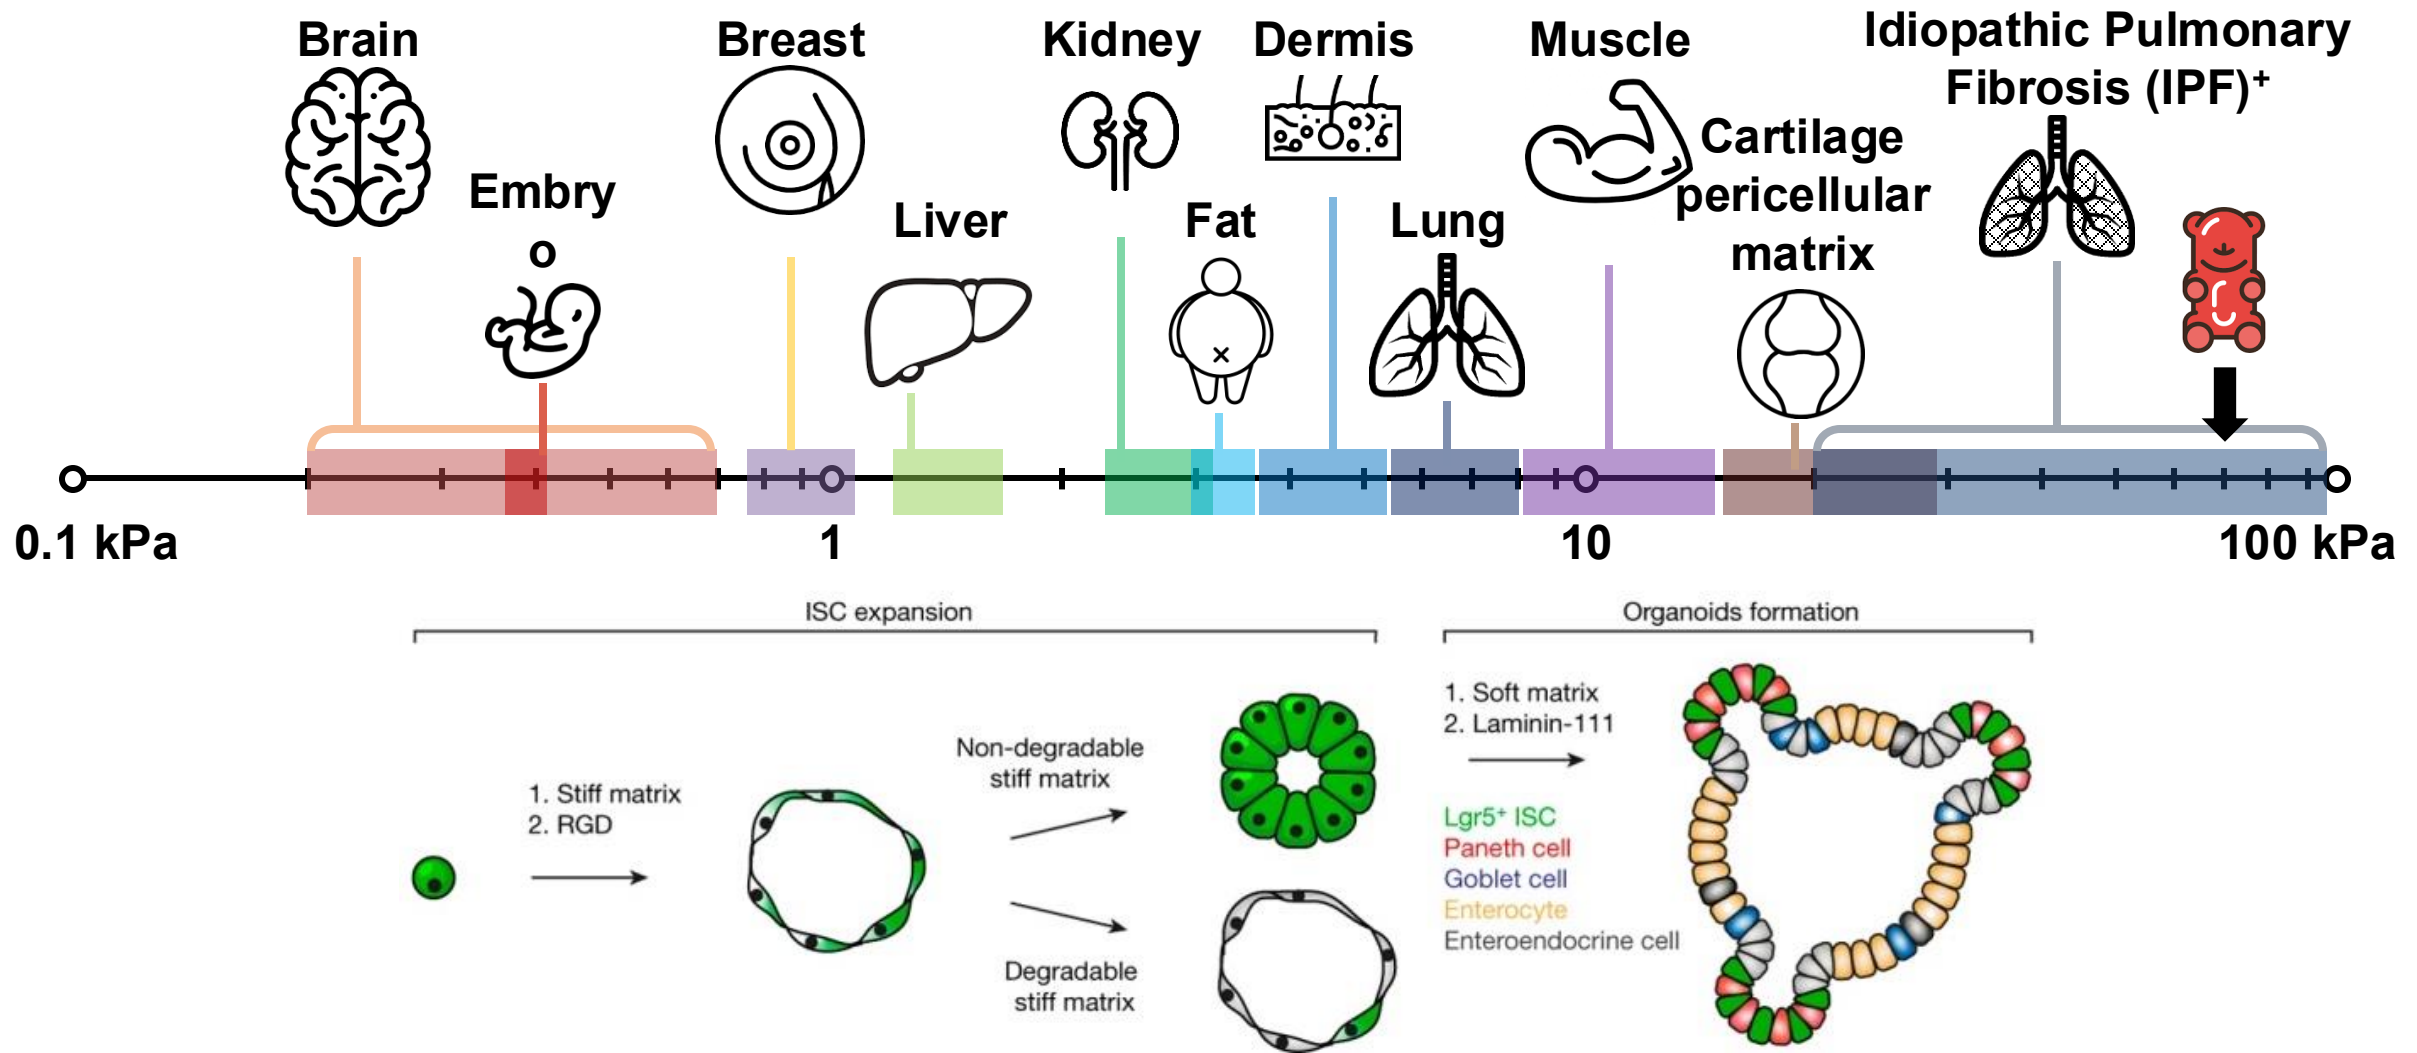 Brain
Embry
o
Breast
Liver
Kidney
Fat
Dermis
Lung
Muscle
Cartilage
pericellular
matrix
Idiopathic Pulmonary
Fibrosis (IPF)⁺
0.1 kPa
1
10
100 kPa
ISC expansion
1. Stiff matrix
2. RGD
Non-degradable
stiff matrix
Degradable
stiff matrix
Organoids formation
1. Soft matrix
2. Laminin-111
Lgr5⁺ ISC
Paneth cell
Goblet cell
Enterocyte
Enteroendocrine cell